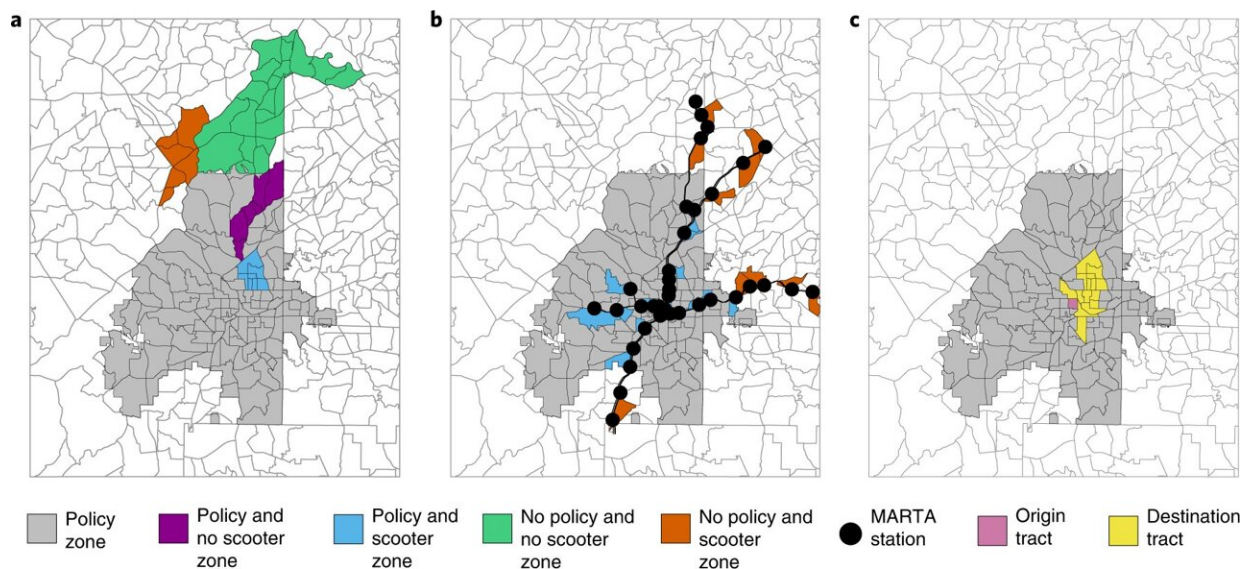 a
b
c
Policy
zone
Policy and
no scooter
zone
Policy and
scooter
zone
No policy and
no scooter
zone
No policy and
scooter
zone
MARTA
station
Origin
tract
Destination
tract